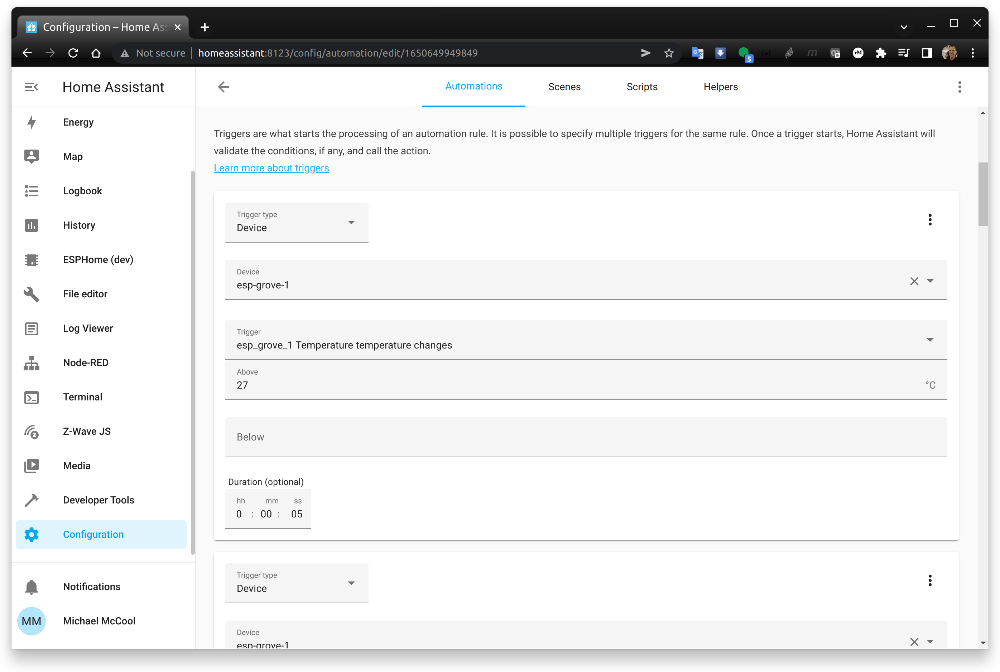 Configuration – Home Ass
Not secure
homeassistant:8123/config/automation/edit/1650649949849
5
rM
Home Assistant
Automations
Scenes
Scripts
Helpers
Energy
Map
Logbook
History
ESPHome (dev)
File editor
Log Viewer
Node-RED
Terminal
Z-Wave JS
Media
Developer Tools
Configuration
Notifications
MM
Michael McCool
Triggers are what starts the processing of an automation rule. It is possible to specify multiple triggers for the same rule. Once a trigger starts, Home Assistant will
validate the conditions, if any, and call the action.
Learn more about triggers
Trigger type
Device
Device
esp-grove-1
Trigger
esp_grove_1 Temperature temperature changes
Above
27 °C
Below
Duration (optional)
hh mm ss
0 : 00 : 05
Trigger type
Device
Device
esp-grove-1